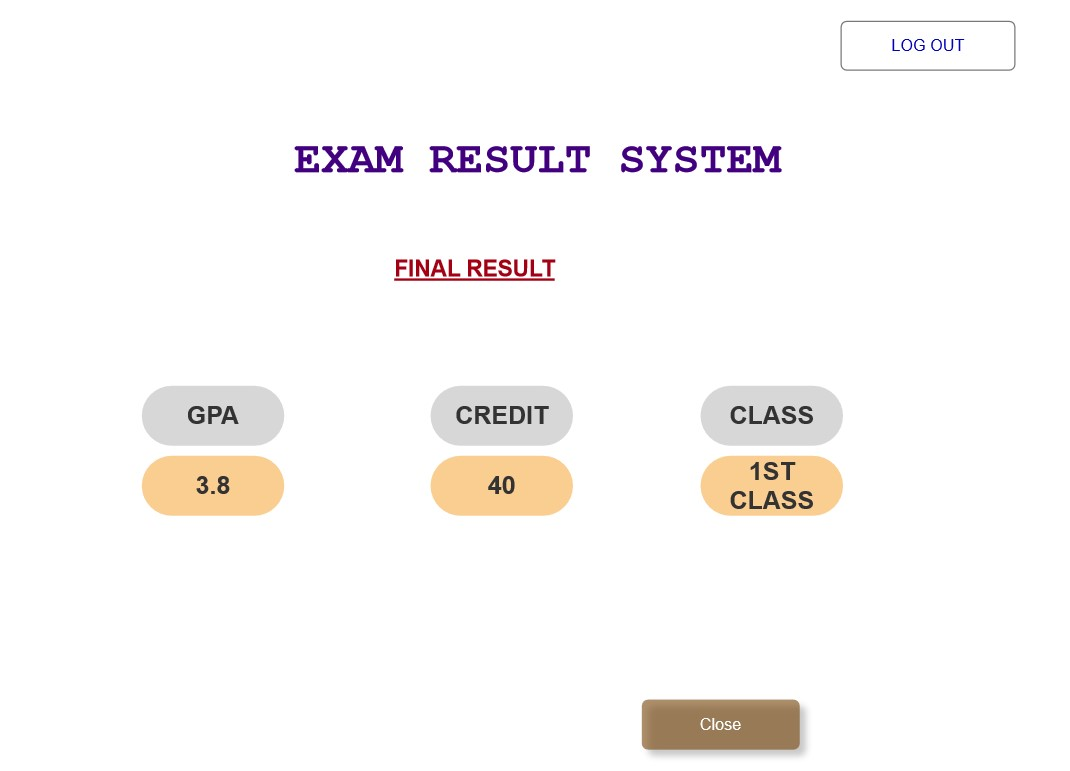 LOG OUT
EXAM RESULT SYSTEM
FINAL RESULT
GPA
CREDIT
CLASS
3.8
40
1ST
CLASS
Close